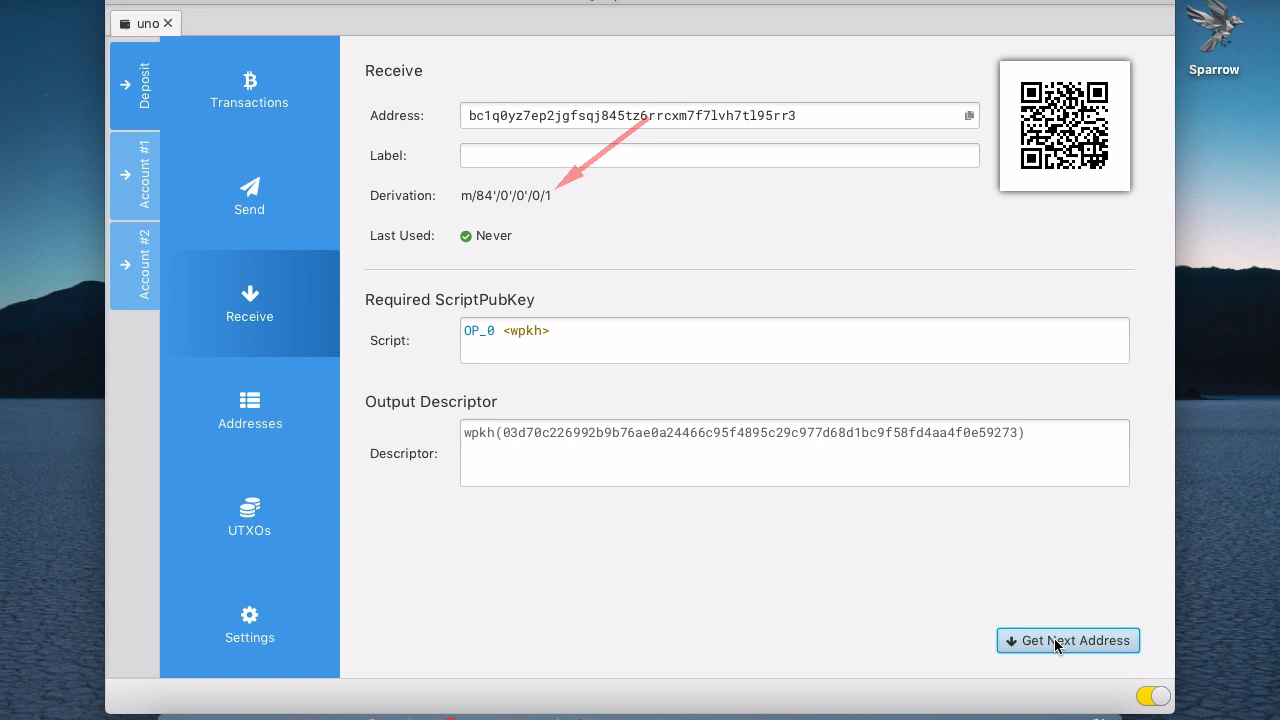 uno
Sparrow
Deposit
Account #1
Account #2
Transactions
Send
Receive
Addresses
UTXOs
Settings
Receive
Address: bc1q0yz7ep2jgfsqj845tz6rrcxm7f7lvh7tl95rr3
Label:
Derivation: m/84'/0'/0'/0/1
Last Used: Never
Required ScriptPubKey
Script: OP_0 <wpkh>
Output Descriptor
Descriptor: wpkh(03d70c226992b9b76ae0a24466c95f4895c29c977d68d1bc9f58fd4aa4f0e59273)
Get Next Address